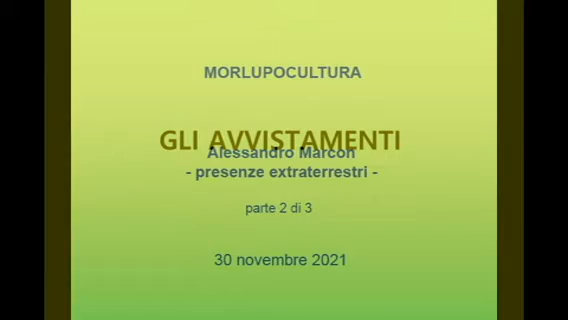 MORLUPOCULTURA
GLI AVVISTAMENTI
Alessandro Marcon
- presenze extraterrestri -
parte 2 di 3
30 novembre 2021